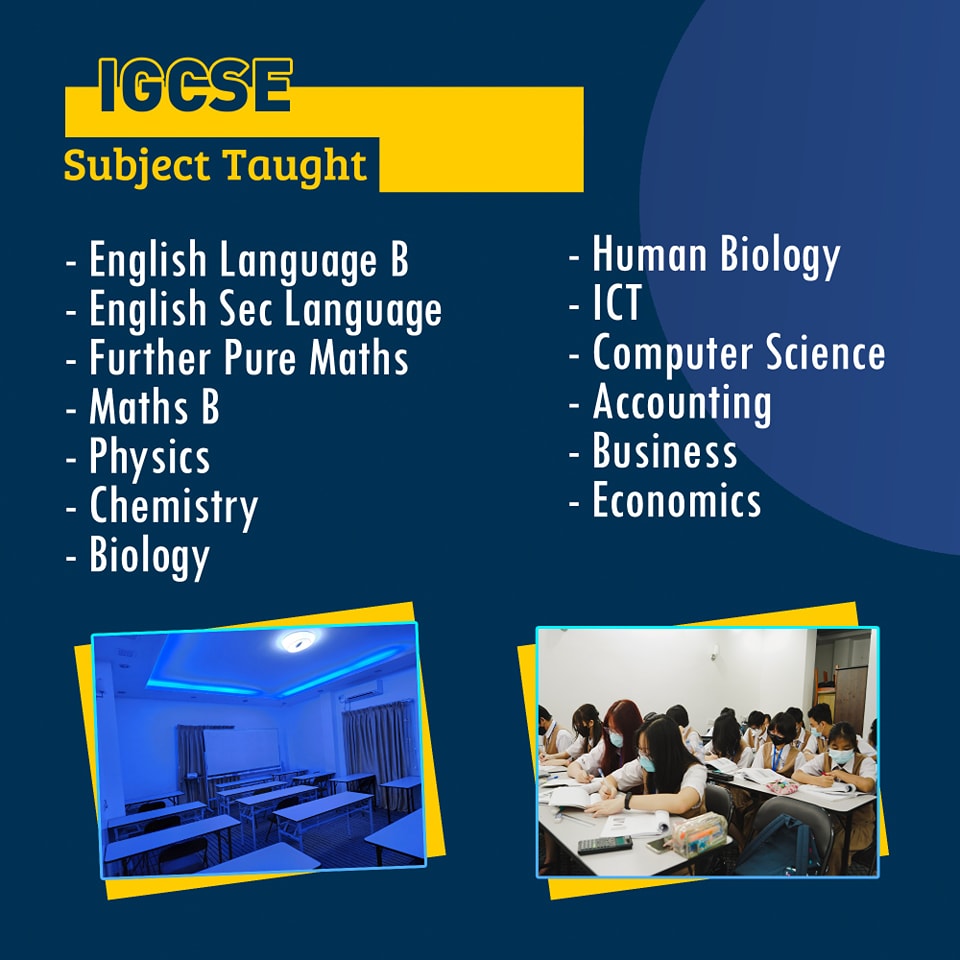 IGCSE
Subject Taught
- English Language B
- English Sec Language
- Further Pure Maths
- Maths B
- Physics
- Chemistry
- Biology
- Human Biology
- ICT
- Computer Science
- Accounting
- Business
- Economics